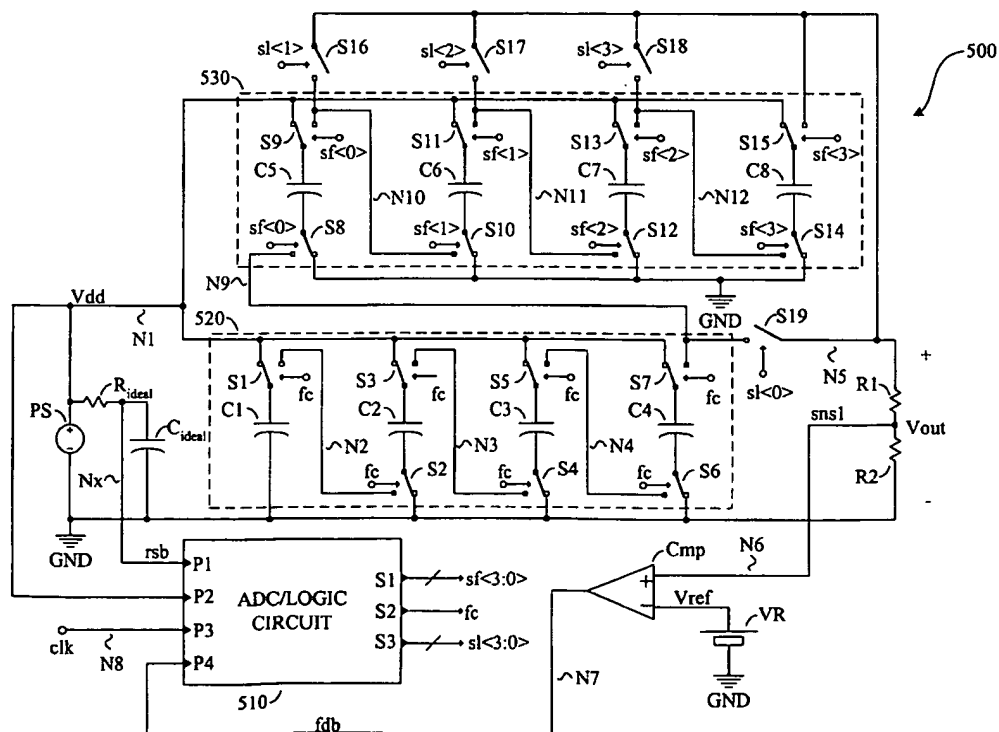 sl<1> S16 sl<2> S17 sl<3> S18
500
530
S9 sf<0> S11 sf<1> S13 sf<2> S15 sf<3>
C5 C6 C7 C8
N10 N11 N12
sf<0> S8 sf<1> S10 sf<2> S12 sf<3> S14
N9
GND
Vdd
N1
520
S19
sl<0>
N5
+
S1 fc S3 fc S5 fc S7 fc
C1 C2 C3 C4
Rideal
PS
Cideal
Nx
N2 N3 N4
fc S2 fc S4 fc S6
R1
sns1
Vout
R2
-
GND
rsb
P1
P2
P3
P4
ADC/LOGIC
CIRCUIT
S1 sf<3:0>
S2 fc
S3 sl<3:0>
clk
N8
510
fdb
N7
Cmp
N6
+
-
Vref
VR
GND